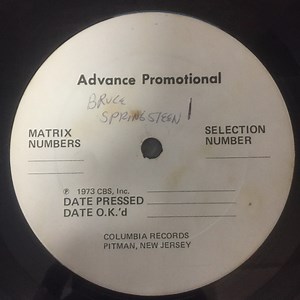 Advance Promotional
BRUCE
SPRINGSTEEN 1
MATRIX
NUMBERS
SELECTION
NUMBER
℗ 1973 CBS, Inc.
DATE PRESSED
DATE O.K.'d
COLUMBIA RECORDS
PITMAN, NEW JERSEY